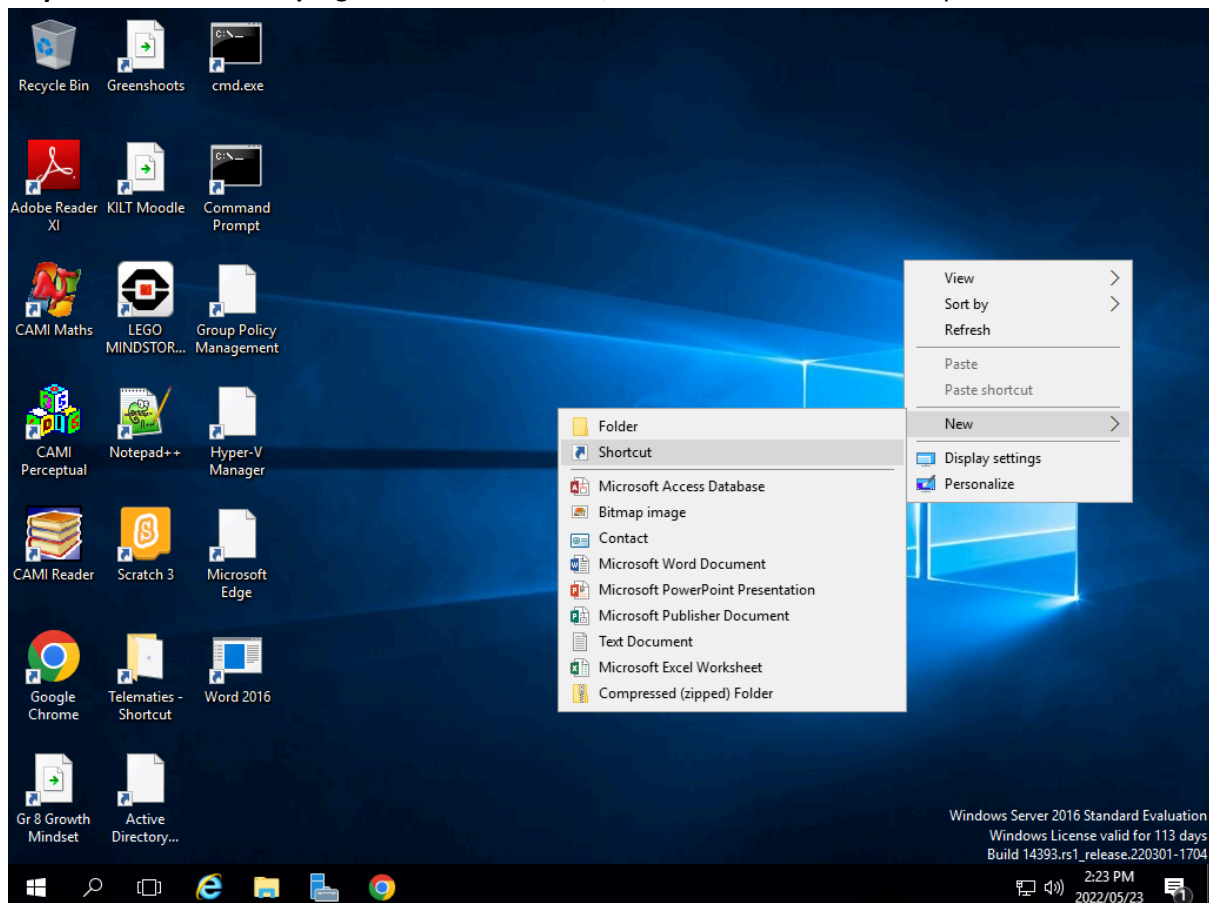 Recycle Bin
Greenshoots
cmd.exe
Adobe Reader
XI
KILT Moodle
Command
Prompt
CAMI Maths
LEGO
MINDSTOR...
Group Policy
Management
CAMI
Perceptual
Notepad++
Hyper-V
Manager
CAMI Reader
Scratch 3
Microsoft
Edge
Google
Chrome
Telematies -
Shortcut
Word 2016
Gr 8 Growth
Mindset
Active
Directory...
View
Sort by
Refresh
Paste
Paste shortcut
New
Display settings
Personalize
Folder
Shortcut
Microsoft Access Database
Bitmap image
Contact
Microsoft Word Document
Microsoft PowerPoint Presentation
Microsoft Publisher Document
Text Document
Microsoft Excel Worksheet
Compressed (zipped) Folder
Windows Server 2016 Standard Evaluation
Windows License valid for 113 days
Build 14393.rs1_release.220301-1704
2:23 PM
2022/05/23
1